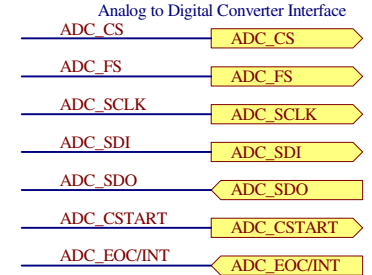 Analog to Digital Converter Interface
ADC_CS ADC_CS
ADC_FS ADC_FS
ADC_SCLK ADC_SCLK
ADC_SDI ADC_SDI
ADC_SDO ADC_SDO
ADC_CSTART ADC_CSTART
ADC_EOC/INT ADC_EOC/INT